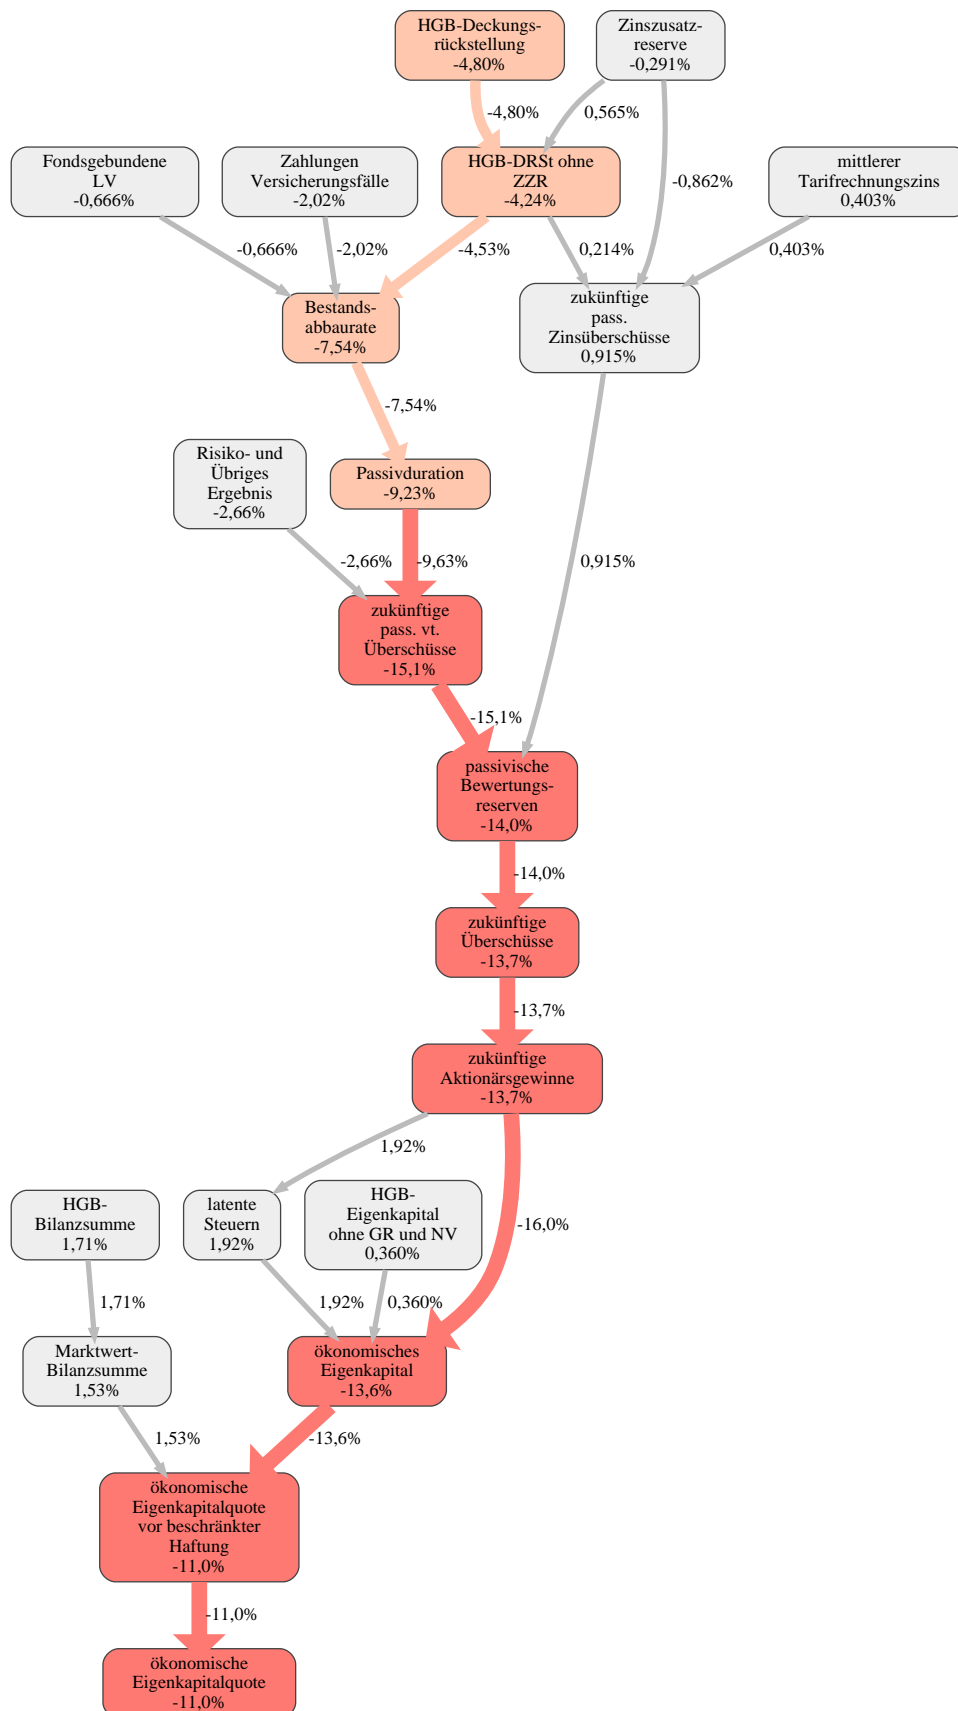 HGB-Deckungs-
rückstellung
-4,80%
Zinszusatz-
reserve
-0,291%
-4,80%
0,565%
Fondsgebundene
LV
-0,666%
Zahlungen
Versicherungsfälle
-2,02%
HGB-DRSt ohne
ZZR
-4,24%
-0,862%
mittlerer
Tarifrechnungszins
0,403%
-0,666%
-2,02%
-4,53%
0,214%
0,403%
Bestands-
abbaurate
-7,54%
zukünftige
pass.
Zinsüberschüsse
0,915%
-7,54%
Risiko- und
Übriges
Ergebnis
-2,66%
Passivduration
-9,23%
-2,66%
-9,63%
0,915%
zukünftige
pass. vt.
Überschüsse
-15,1%
-15,1%
passivische
Bewertungs-
reserven
-14,0%
-14,0%
zukünftige
Überschüsse
-13,7%
-13,7%
zukünftige
Aktionärsgewinne
-13,7%
1,92%
HGB-
Bilanzsumme
1,71%
latente
Steuern
1,92%
HGB-
Eigenkapital
ohne GR und NV
0,360%
-16,0%
1,71%
1,92%
0,360%
Marktwert-
Bilanzsumme
1,53%
ökonomisches
Eigenkapital
-13,6%
1,53%
-13,6%
ökonomische
Eigenkapitalquote
vor beschränkter
Haftung
-11,0%
-11,0%
ökonomische
Eigenkapitalquote
-11,0%